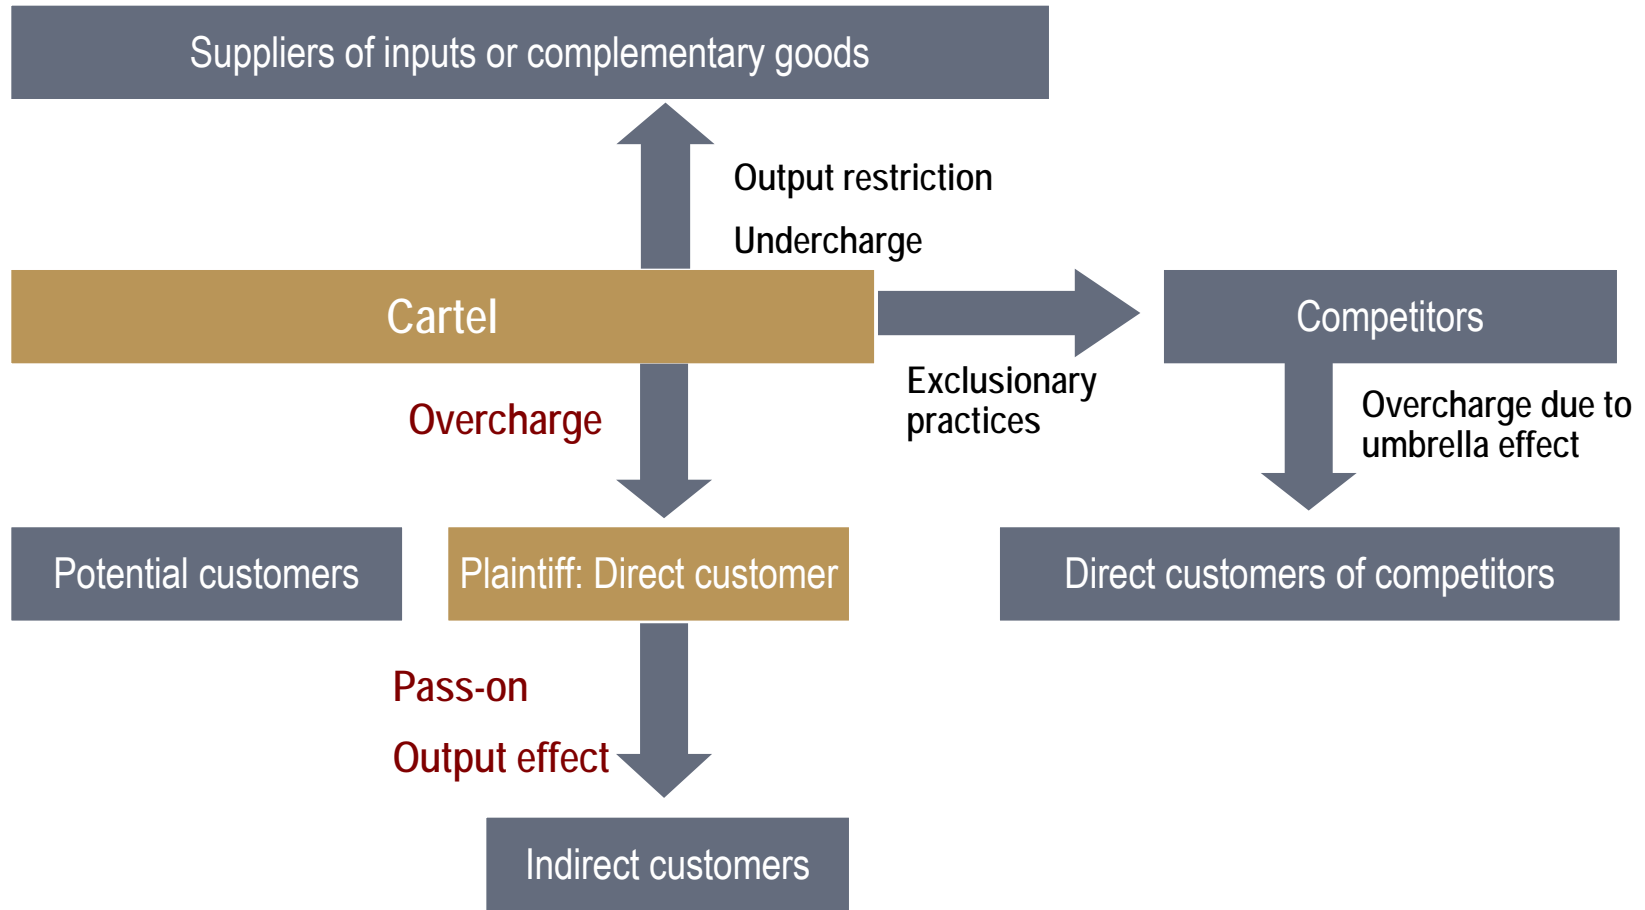 Suppliers of inputs or complementary goods
Output restriction
Undercharge
Cartel
Competitors
Exclusionary
practices
Overcharge
Overcharge due to
umbrella effect
Potential customers
Plaintiff: Direct customer
Direct customers of competitors
Pass-on
Output effect
Indirect customers